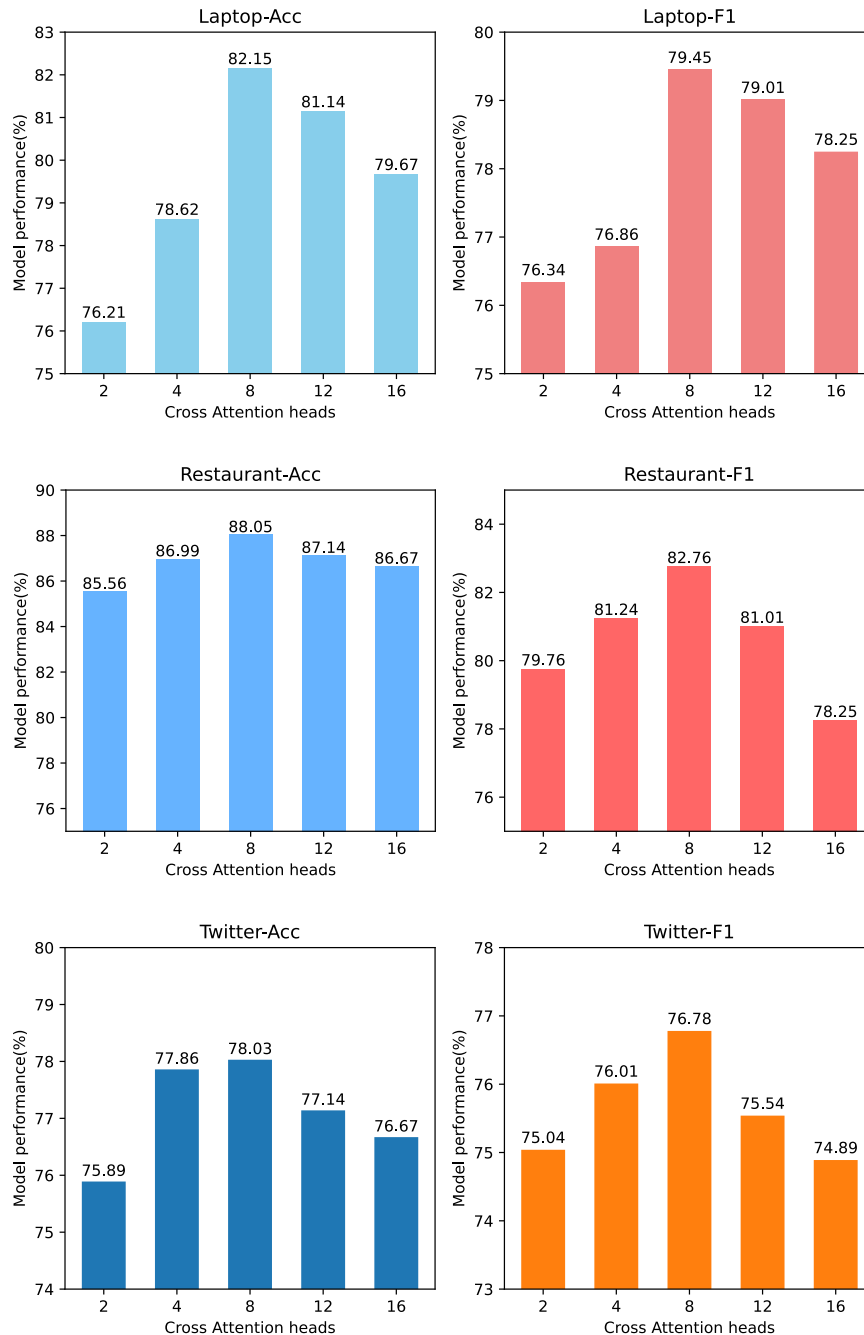 Laptop-Acc
Model performance(%)
83
82
81
80
79
78
77
76
75
76.21
78.62
82.15
81.14
79.67
2 4 8 12 16
Cross Attention heads
Laptop-F1
Model performance(%)
80
79
78
77
76
75
76.34
76.86
79.45
79.01
78.25
2 4 8 12 16
Cross Attention heads
Restaurant-Acc
Model performance(%)
90
88
86
84
82
80
78
76
85.56
86.99
88.05
87.14
86.67
2 4 8 12 16
Cross Attention heads
Restaurant-F1
Model performance(%)
84
82
80
78
76
79.76
81.24
82.76
81.01
78.25
2 4 8 12 16
Cross Attention heads
Twitter-Acc
Model performance(%)
80
79
78
77
76
75
74
75.89
77.86
78.03
77.14
76.67
2 4 8 12 16
Cross Attention heads
Twitter-F1
Model performance(%)
78
77
76
75
74
73
75.04
76.01
76.78
75.54
74.89
2 4 8 12 16
Cross Attention heads